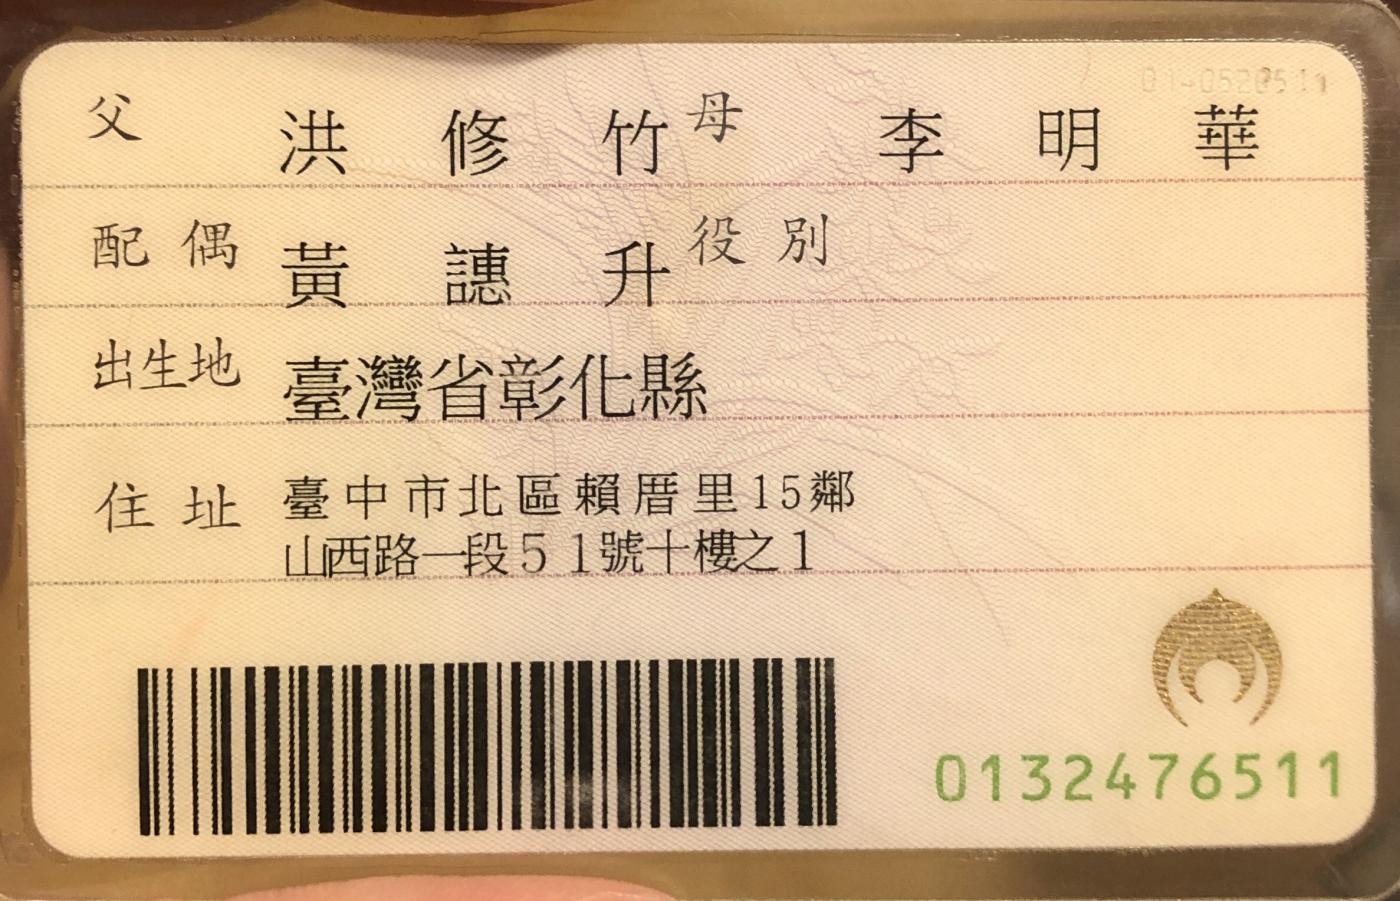 父 洪修竹 母 李明華
配偶 黃譓升 役別
出生地 臺灣省彰化縣
住址 臺中市北區賴厝里15鄰
山西路一段51號十樓之1
0132476511